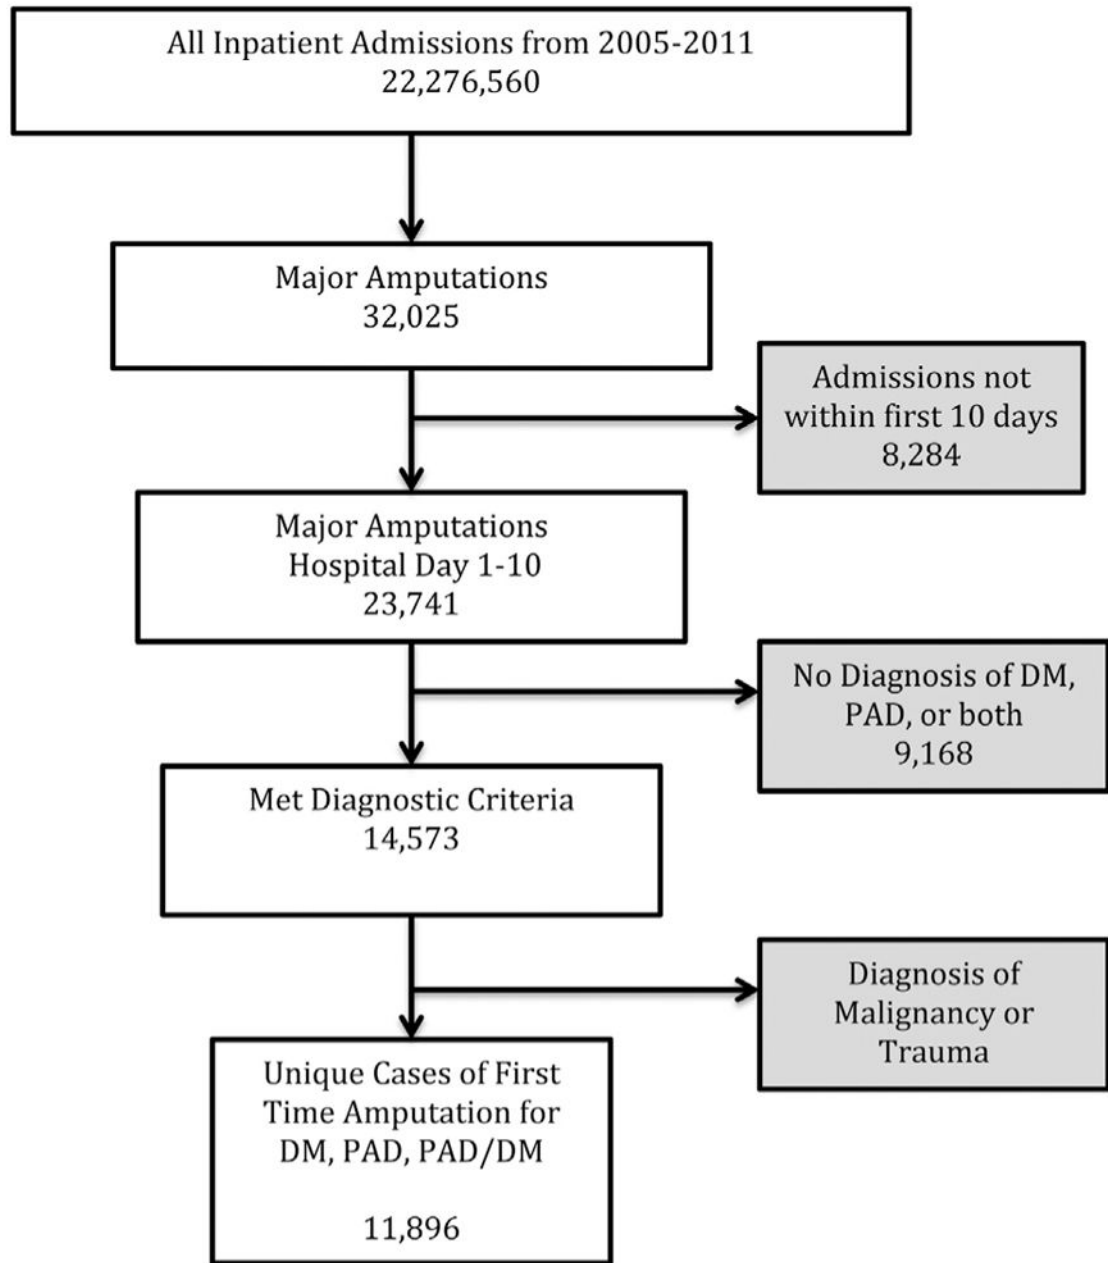 All Inpatient Admissions from 2005-2011
22,276,560
Major Amputations
32,025
Admissions not
within first 10 days
8,284
Major Amputations
Hospital Day 1-10
23,741
No Diagnosis of DM,
PAD, or both
9,168
Met Diagnostic Criteria
14,573
Diagnosis of
Malignancy or
Trauma
Unique Cases of First
Time Amputation for
DM, PAD, PAD/DM
11,896